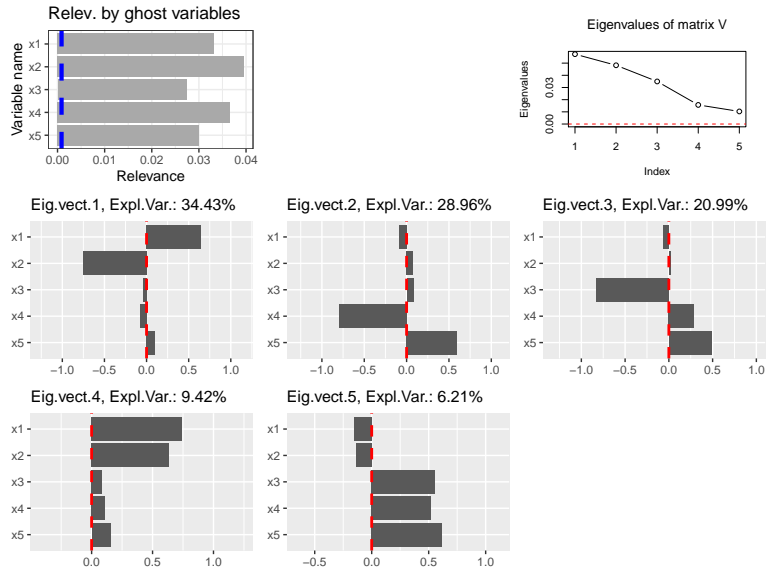 Relev. by ghost variables
Variable name
x1
x2
x3
x4
x5
0.00 0.01 0.02 0.03 0.04
Relevance
Eigenvalues of matrix V
Eigenvalues
0.03
0.00
1 2 3 4 5
Index
Eig.vect.1, Expl.Var.: 34.43%
x1
x2
x3
x4
x5
−1.0 −0.5 0.0 0.5 1.0
Eig.vect.2, Expl.Var.: 28.96%
x1
x2
x3
x4
x5
−1.0 −0.5 0.0 0.5 1.0
Eig.vect.3, Expl.Var.: 20.99%
x1
x2
x3
x4
x5
−1.0 −0.5 0.0 0.5 1.0
Eig.vect.4, Expl.Var.: 9.42%
x1
x2
x3
x4
x5
0.0 0.5 1.0
Eig.vect.5, Expl.Var.: 6.21%
x1
x2
x3
x4
x5
−0.5 0.0 0.5 1.0